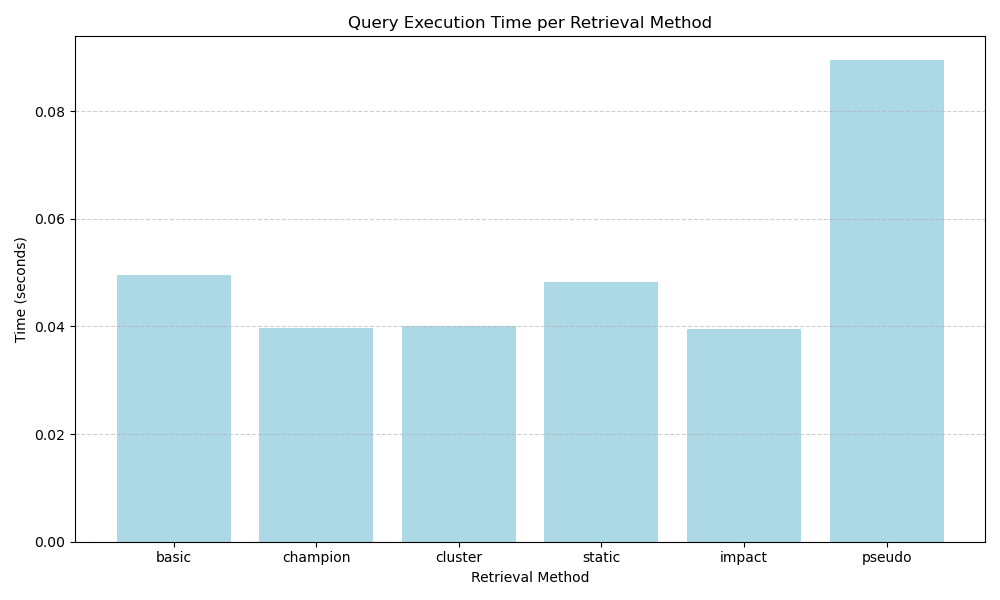 Query Execution Time per Retrieval Method
Time (seconds)
0.08
0.06
0.04
0.02
0.00
basic champion cluster static impact pseudo
Retrieval Method